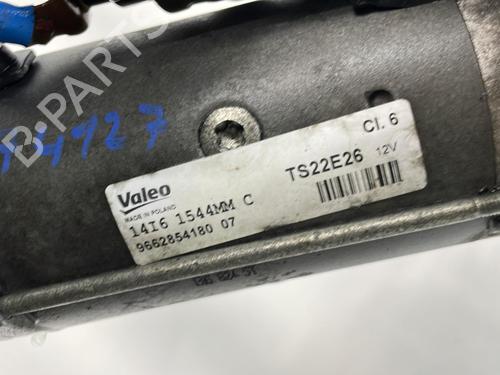 Valeo
MADE IN POLAND
14I6 1544MM C
9662854180 07
TS22E26
Cl. 6
12V
B-PARTS